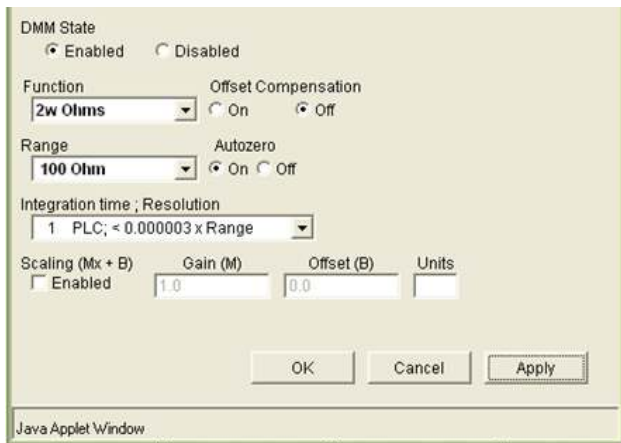 DMM State
Enabled Disabled
Function Offset Compensation
2w Ohms On Off
Range Autozero
100 Ohm On Off
Integration time ; Resolution
1 PLC; < 0.000003 x Range
Scaling (Mx + B) Gain (M) Offset (B) Units
Enabled 1.0 0.0
OK Cancel Apply
Java Applet Window